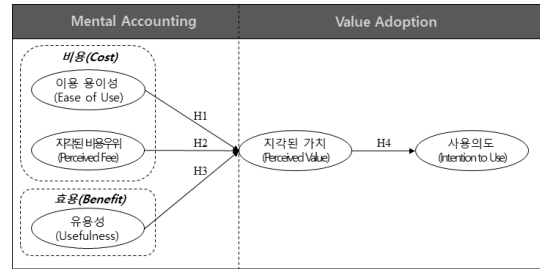 Mental Accounting
Value Adoption
비용(Cost)
이용 용이성
(Ease of Use)
H1
지각된 비용우위
(Perceived Fee)
H2
지각된 가치
(Perceived Value)
H4
사용의도
(Intention to Use)
H3
효용(Benefit)
유용성
(Usefulness)